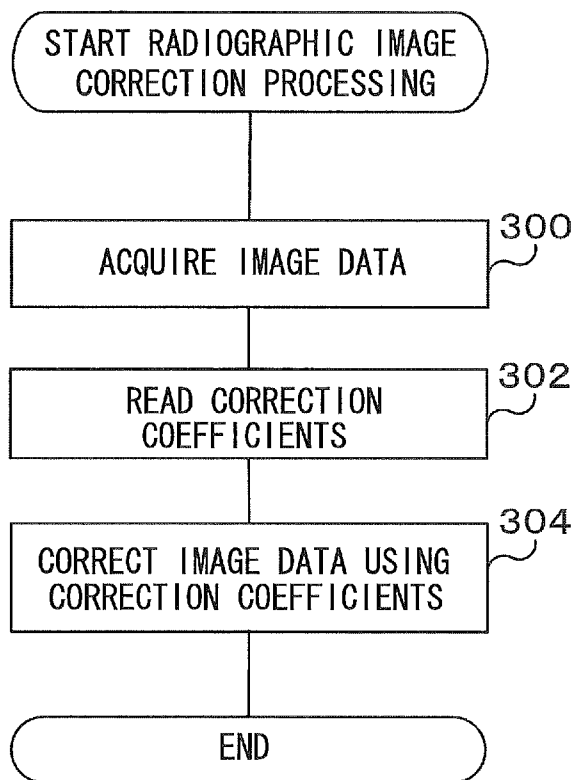 START RADIOGRAPHIC IMAGE
CORRECTION PROCESSING
300
ACQUIRE IMAGE DATA
302
READ CORRECTION
COEFFICIENTS
304
CORRECT IMAGE DATA USING
CORRECTION COEFFICIENTS
END